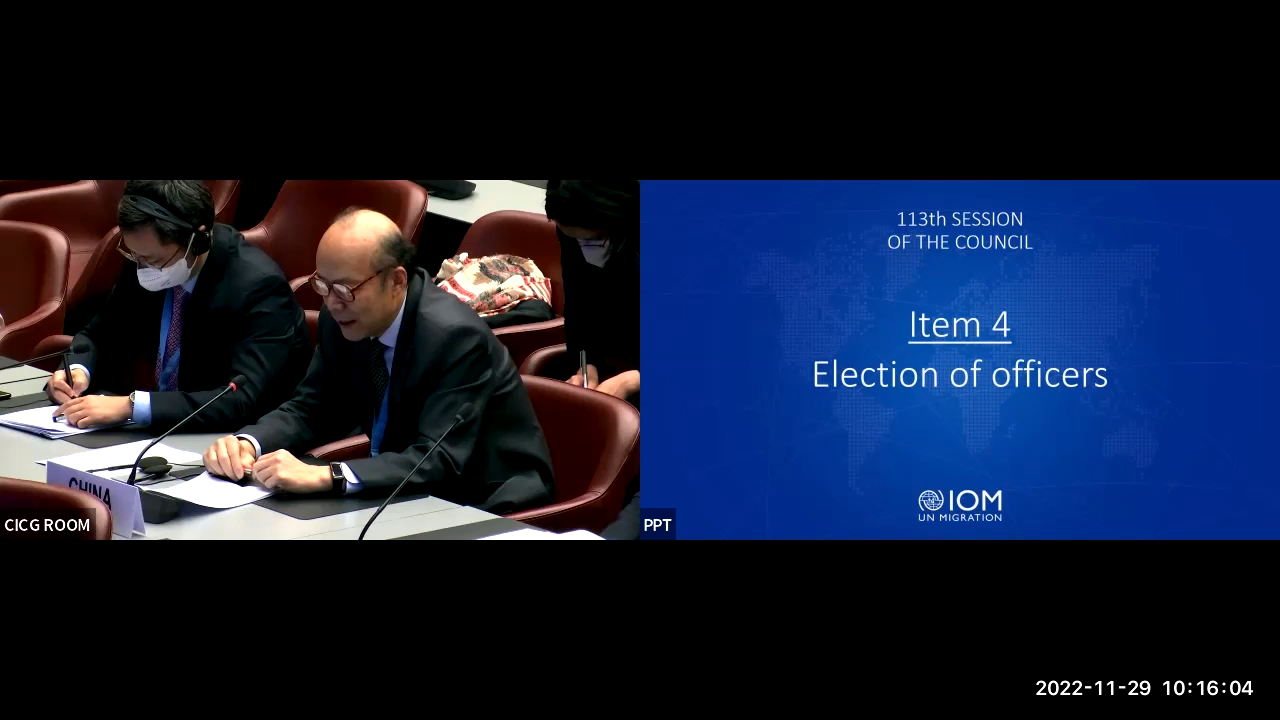 CHINA
CICG ROOM
113th SESSION
OF THE COUNCIL
Item 4
Election of officers
IOM
UN MIGRATION
PPT
2022-11-29 10:16:04